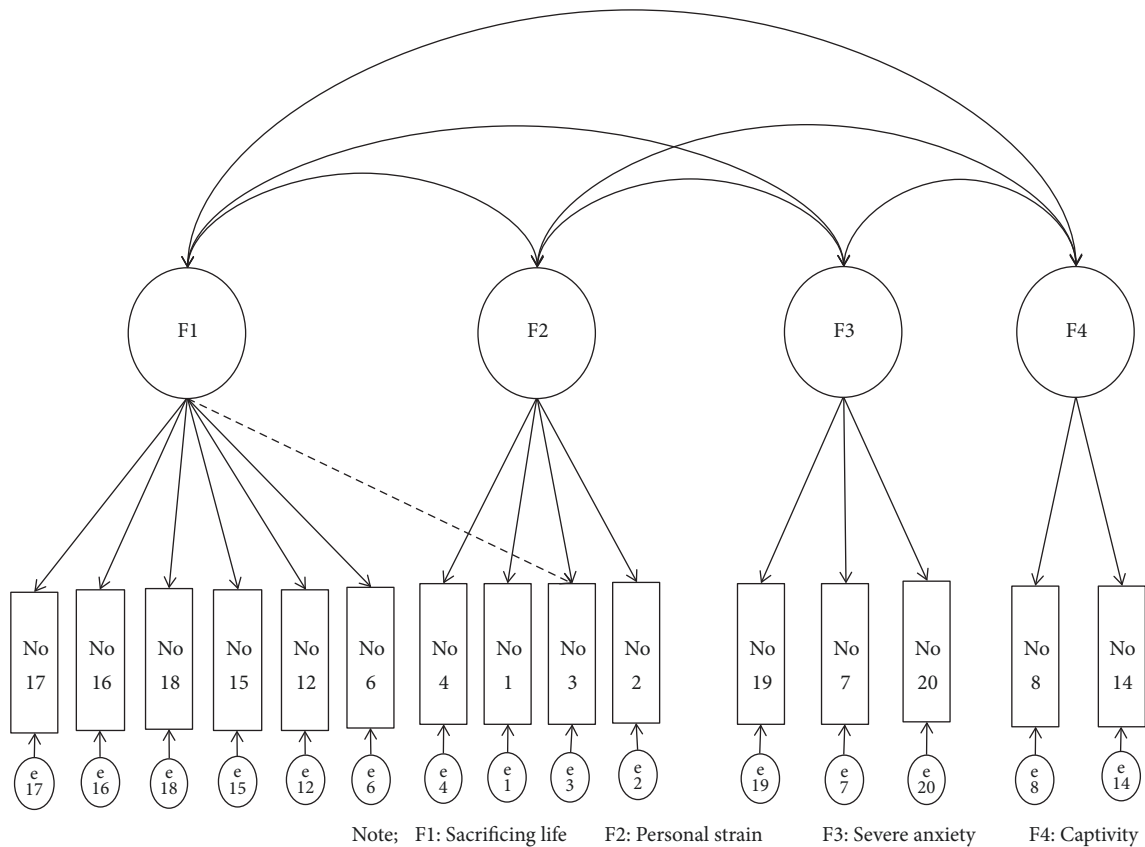 F1 F2 F3 F4
No No No No No No No No No No No No No No No
17 16 18 15 12 6 4 1 3 2 19 7 20 8 14
e e e e e e e e e e e e e e e
17 16 18 15 12 6 4 1 3 2 19 7 20 8 14
Note; F1: Sacrificing life F2: Personal strain F3: Severe anxiety F4: Captivity